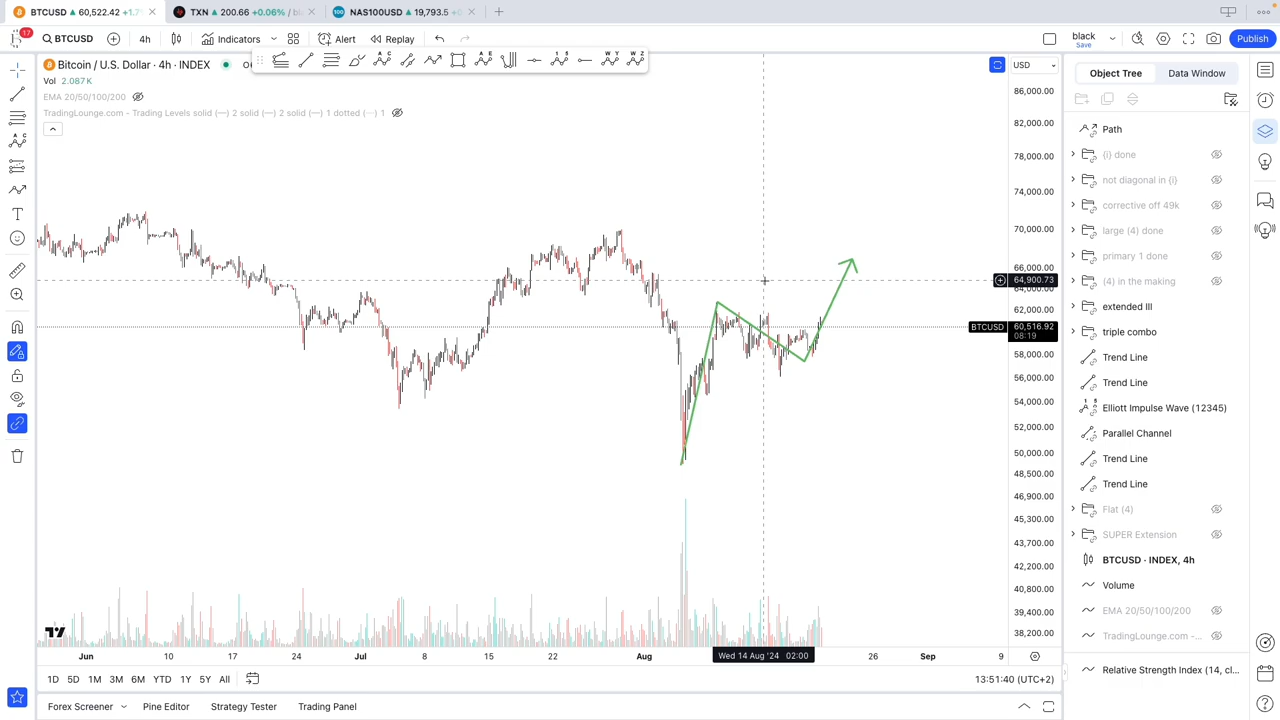 BTCUSD 60,522.42 +1.7
TXN 200.66 +0.06% / bl
NAS100USD 19,793.5 +0
17 BTCUSD 4h Indicators Alert Replay
black
Save
Publish
Bitcoin / U.S. Dollar · 4h · INDEX
Vol 2.087 K
EMA 20/50/100/200
TradingLounge.com - Trading Levels solid (—) 2 solid (—) 2 solid (—) 1 dotted (···) 1
USD
86,000.00
82,000.00
78,000.00
74,000.00
70,000.00
66,000.00
64,900.73
64,000.00
62,000.00
BTCUSD 60,516.92
08:19
58,000.00
56,000.00
54,000.00
52,000.00
50,000.00
48,500.00
46,900.00
45,300.00
43,700.00
42,200.00
40,800.00
39,400.00
38,200.00
Jun 10 17 24 Jul 8 15 22 Aug Wed 14 Aug '24 02:00 26 Sep 9
1D 5D 1M 3M 6M YTD 1Y 5Y All
13:51:40 (UTC+2)
Forex Screener Pine Editor Strategy Tester Trading Panel
Object Tree Data Window
Path
{i} done
not diagonal in {i}
corrective off 49k
large (4) done
primary 1 done
(4) in the making
extended III
triple combo
Trend Line
Trend Line
Elliott Impulse Wave (12345)
Parallel Channel
Trend Line
Trend Line
Flat (4)
SUPER Extension
BTCUSD · INDEX, 4h
Volume
EMA 20/50/100/200
TradingLounge.com -...
Relative Strength Index (14, cl...